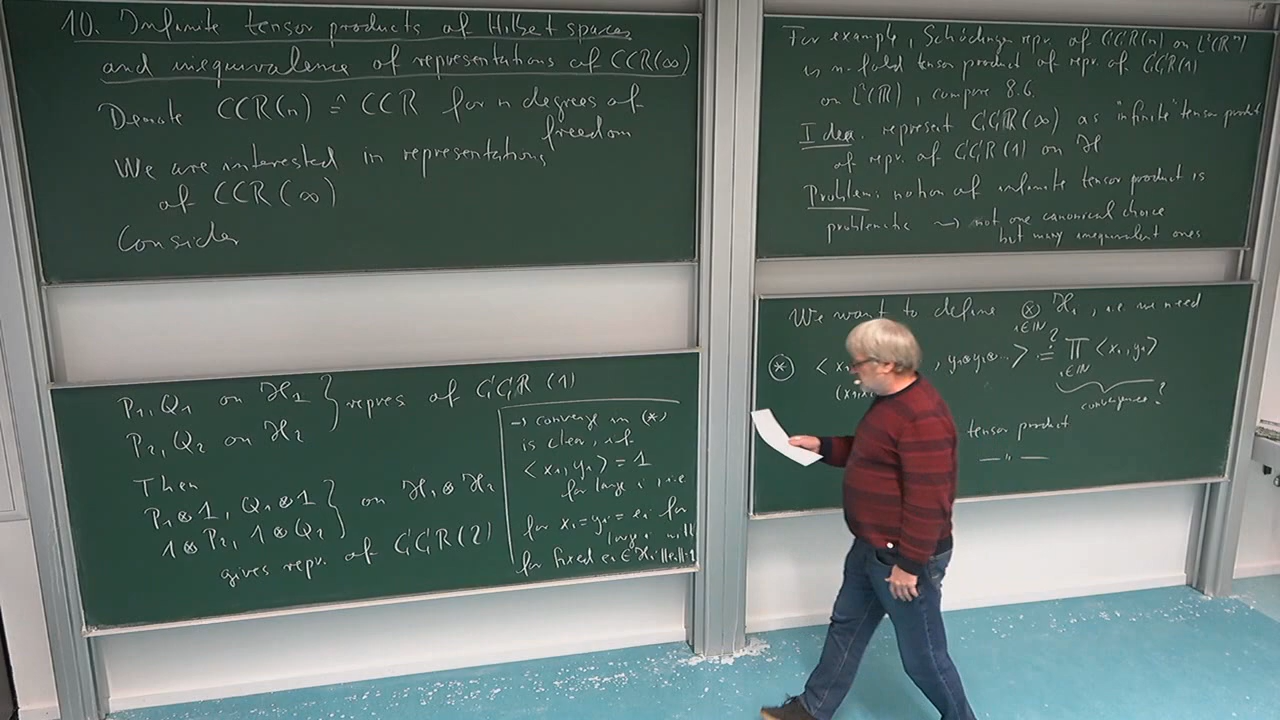 10. Infinite tensor products of Hilbert spaces
and inequivalence of representations of CCR(∞)
Denote CCR(n) ≙ CCR for n degrees of
freedom
We are interested in representations
of CCR(∞)
Consider
P₁, Q₁ on ℋ₁ } repres of CCR(1)
P₂, Q₂ on ℋ₂
Then
P₁⊗1, Q₁⊗1 } on ℋ₁⊗ℋ₂
1⊗P₂, 1⊗Q₂
gives repr. of CCR(2)
→ converge in (*)
is clear, if
<xᵢ, yᵢ> = 1
for large i, i.e.
for xᵢ = yᵢ = eᵢ for
large i with
for fixed eᵢ ∈ ℋᵢ ‖eᵢ‖=1
For example, Schrödinger repr. of CCR(n) on L²(ℝⁿ)
is n-fold tensor product of repr. of CCR(1)
on L²(ℝ), compare 8.6.
Idea: represent CCR(∞) as "infinite" tensor product
of repr. of CCR(1) on ℋ
Problem: notion of infinite tensor product is
problematic ⇝ not one canonical choice
but many inequivalent ones
We want to define ⊗ ℋᵢ, i.e. we need
i∈ℕ
(*) < x₁ , y₁⊗y₂⊗... > ≟ ∏ <xᵢ, yᵢ>
i∈ℕ
convergence?
tensor product
—"—